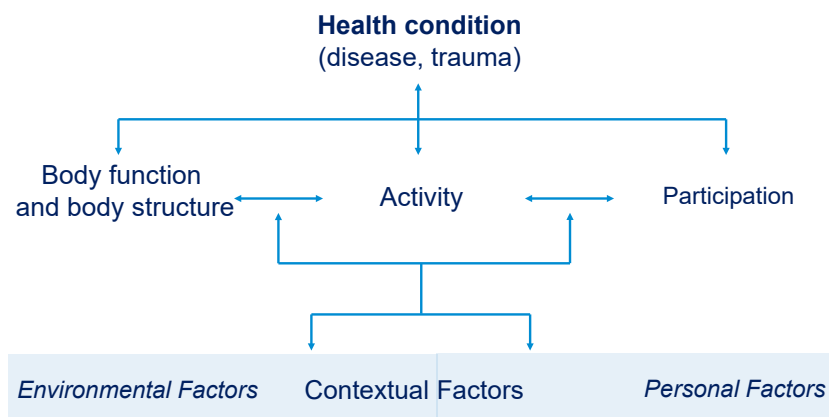 Health condition
(disease, trauma)
Body function
and body structure
Activity
Participation
Environmental Factors
Contextual Factors
Personal Factors